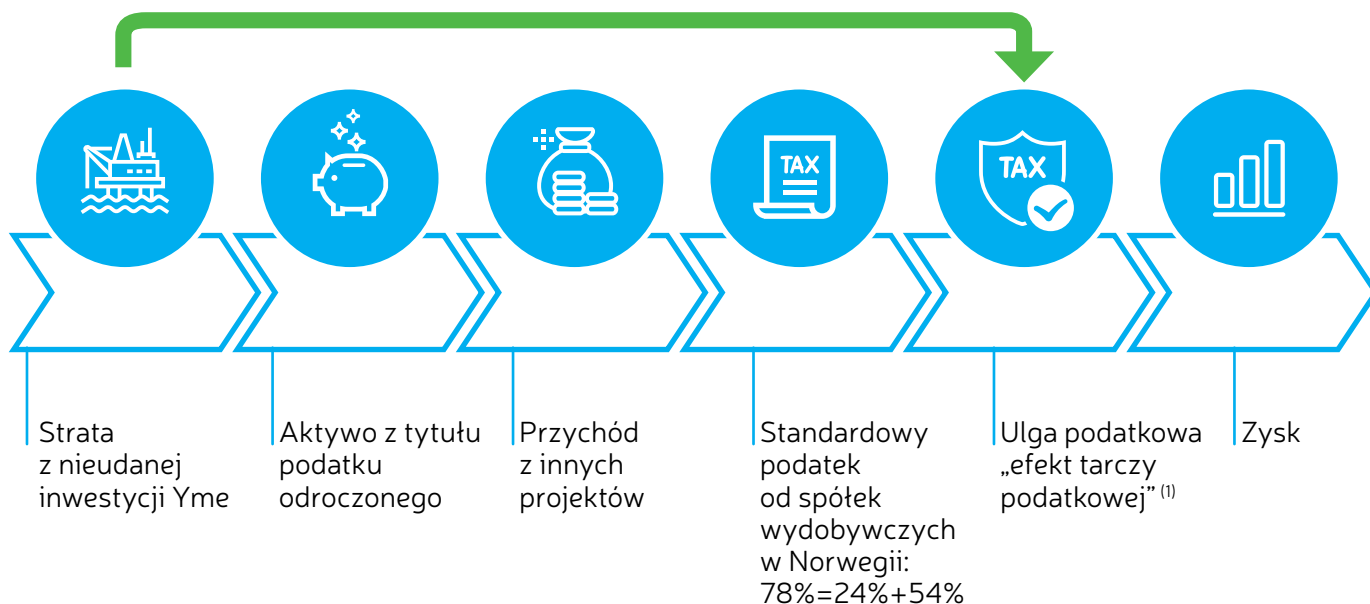 TAX
TAX
Strata
z nieudanej
inwestycji Yme
Aktywo z tytułu
podatku
odroczonego
Przychód
z innych
projektów
Standardowy
podatek
od spółek
wydobywczych
w Norwegii:
78%=24%+54%
Ulga podatkowa
„efekt tarczy
podatkowej” (1)
Zysk